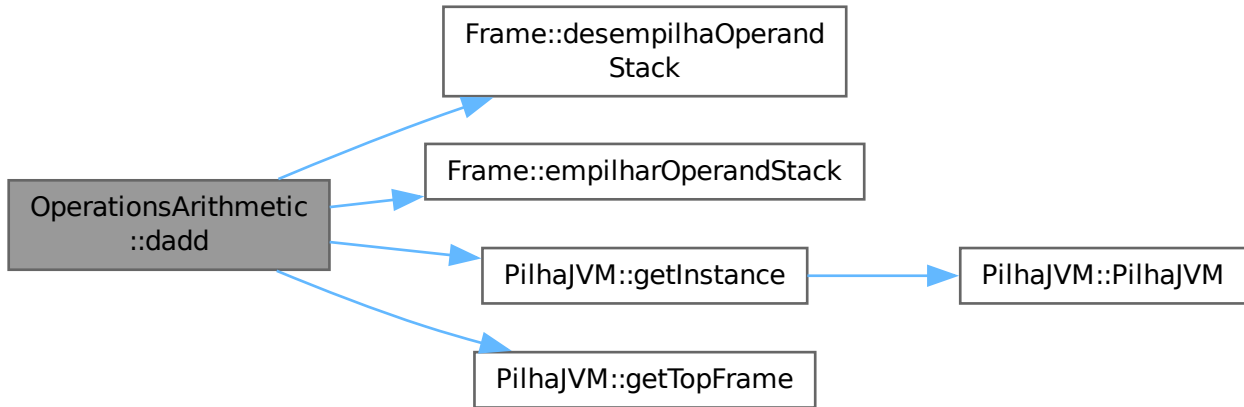 Frame::desempilhaOperand
Stack
Frame::empilharOperandStack
OperationsArithmetic
::dadd
PilhaJVM::getInstance
PilhaJVM::PilhaJVM
PilhaJVM::getTopFrame